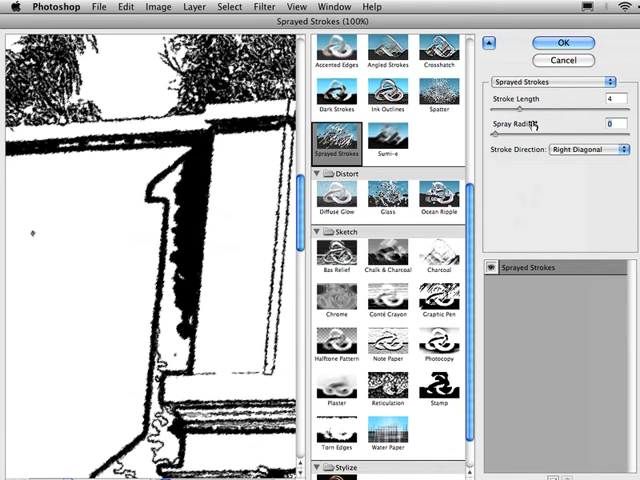 Photoshop File Edit Image Layer Select Filter View Window Help
Sprayed Strokes (100%)
Accented Edges Angled Strokes Crosshatch
Dark Strokes Ink Outlines Spatter
Sprayed Strokes Sumi-e
Distort
Diffuse Glow Glass Ocean Ripple
Sketch
Bas Relief Chalk & Charcoal Charcoal
Chrome Conté Crayon Graphic Pen
Halftone Pattern Note Paper Photocopy
Plaster Reticulation Stamp
Torn Edges Water Paper
Stylize
OK
Cancel
Sprayed Strokes
Stroke Length 4
Spray Radius 0
Stroke Direction: Right Diagonal
Sprayed Strokes